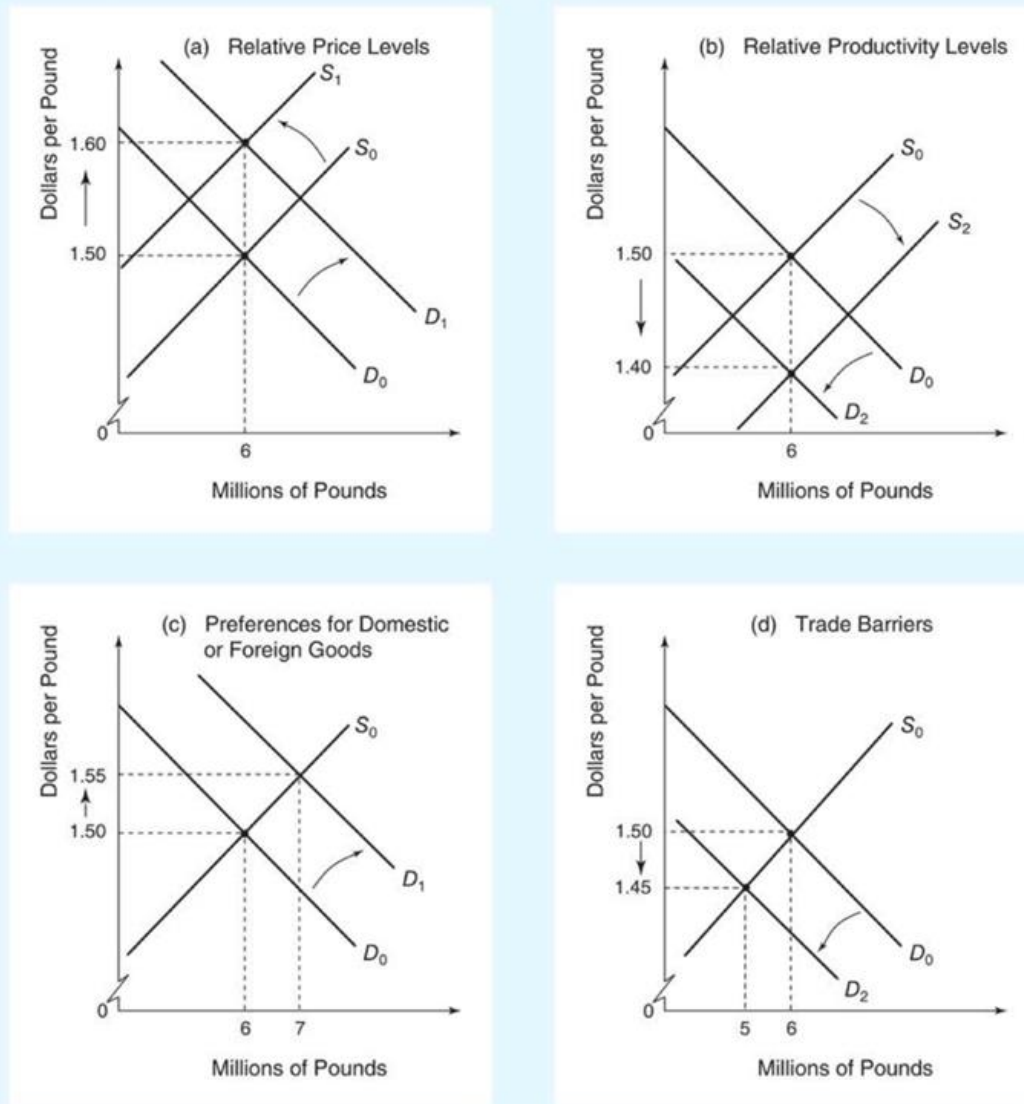 (a) Relative Price Levels
Dollars per Pound
S1
1.60
S0
1.50
D1
D0
0
6
Millions of Pounds
(b) Relative Productivity Levels
Dollars per Pound
S0
S2
1.50
1.40
D0
D2
0
6
Millions of Pounds
(c) Preferences for Domestic
or Foreign Goods
Dollars per Pound
S0
1.55
1.50
D1
D0
0
6 7
Millions of Pounds
(d) Trade Barriers
Dollars per Pound
S0
1.50
1.45
D0
D2
0
5 6
Millions of Pounds